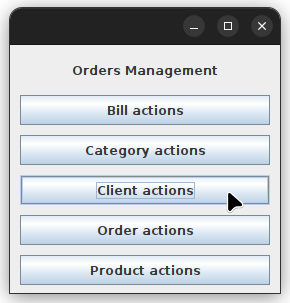 Orders Management
Bill actions
Category actions
Client actions
Order actions
Product actions